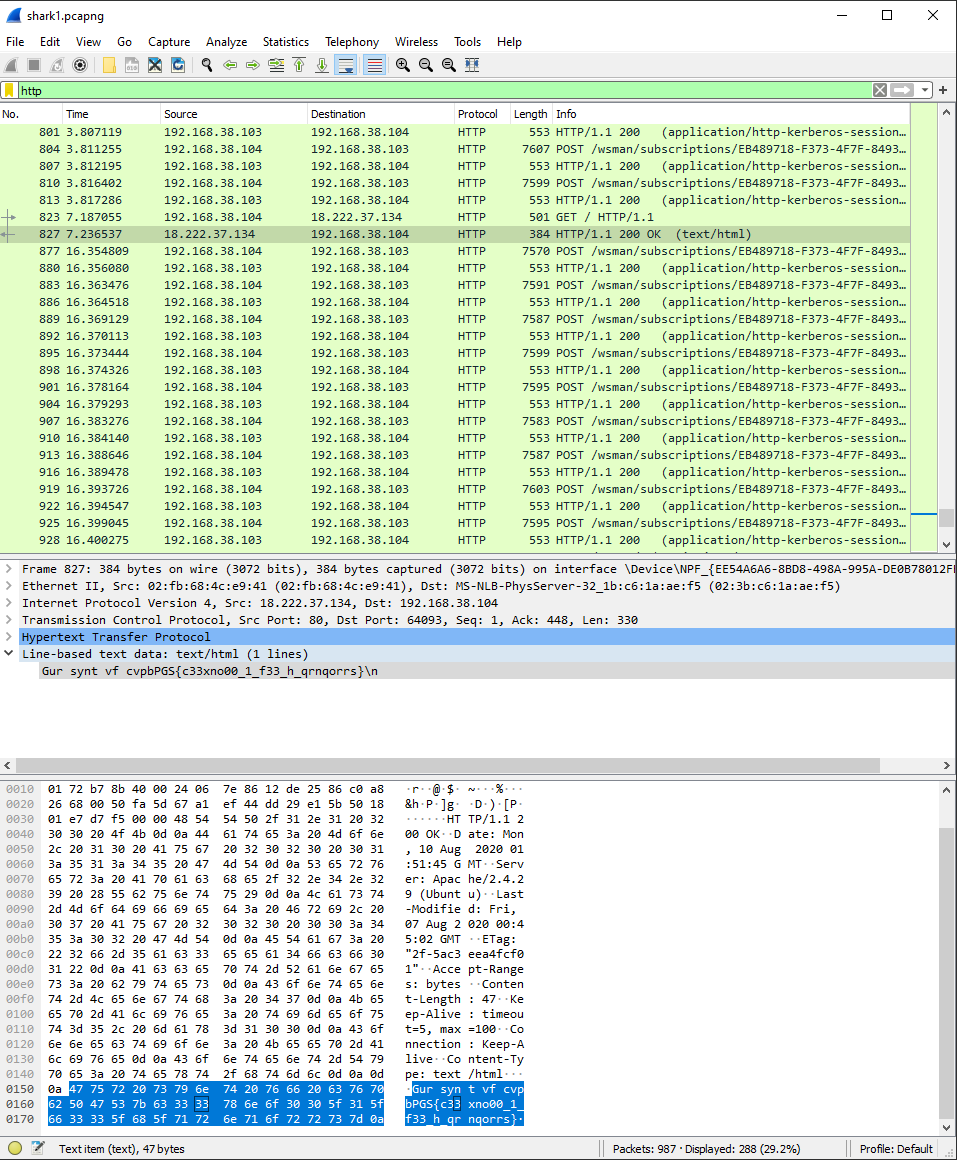 shark1.pcapng
File Edit View Go Capture Analyze Statistics Telephony Wireless Tools Help
http
No. Time Source Destination Protocol Length Info
801 3.807119 192.168.38.103 192.168.38.104 HTTP 553 HTTP/1.1 200 (application/http-kerberos-session…
804 3.811255 192.168.38.104 192.168.38.103 HTTP 7607 POST /wsman/subscriptions/EB489718-F373-4F7F-8493…
807 3.812195 192.168.38.103 192.168.38.104 HTTP 553 HTTP/1.1 200 (application/http-kerberos-session…
810 3.816402 192.168.38.104 192.168.38.103 HTTP 7599 POST /wsman/subscriptions/EB489718-F373-4F7F-8493…
813 3.817286 192.168.38.103 192.168.38.104 HTTP 553 HTTP/1.1 200 (application/http-kerberos-session…
823 7.187055 192.168.38.104 18.222.37.134 HTTP 501 GET / HTTP/1.1
827 7.236537 18.222.37.134 192.168.38.104 HTTP 384 HTTP/1.1 200 OK (text/html)
877 16.354809 192.168.38.104 192.168.38.103 HTTP 7570 POST /wsman/subscriptions/EB489718-F373-4F7F-8493…
880 16.356080 192.168.38.103 192.168.38.104 HTTP 553 HTTP/1.1 200 (application/http-kerberos-session…
883 16.363476 192.168.38.104 192.168.38.103 HTTP 7591 POST /wsman/subscriptions/EB489718-F373-4F7F-8493…
886 16.364518 192.168.38.103 192.168.38.104 HTTP 553 HTTP/1.1 200 (application/http-kerberos-session…
889 16.369129 192.168.38.104 192.168.38.103 HTTP 7587 POST /wsman/subscriptions/EB489718-F373-4F7F-8493…
892 16.370113 192.168.38.103 192.168.38.104 HTTP 553 HTTP/1.1 200 (application/http-kerberos-session…
895 16.373444 192.168.38.104 192.168.38.103 HTTP 7599 POST /wsman/subscriptions/EB489718-F373-4F7F-8493…
898 16.374326 192.168.38.103 192.168.38.104 HTTP 553 HTTP/1.1 200 (application/http-kerberos-session…
901 16.378164 192.168.38.104 192.168.38.103 HTTP 7595 POST /wsman/subscriptions/EB489718-F373-4F7F-8493…
904 16.379293 192.168.38.103 192.168.38.104 HTTP 553 HTTP/1.1 200 (application/http-kerberos-session…
907 16.383276 192.168.38.104 192.168.38.103 HTTP 7583 POST /wsman/subscriptions/EB489718-F373-4F7F-8493…
910 16.384140 192.168.38.103 192.168.38.104 HTTP 553 HTTP/1.1 200 (application/http-kerberos-session…
913 16.388646 192.168.38.104 192.168.38.103 HTTP 7587 POST /wsman/subscriptions/EB489718-F373-4F7F-8493…
916 16.389478 192.168.38.103 192.168.38.104 HTTP 553 HTTP/1.1 200 (application/http-kerberos-session…
919 16.393726 192.168.38.104 192.168.38.103 HTTP 7603 POST /wsman/subscriptions/EB489718-F373-4F7F-8493…
922 16.394547 192.168.38.103 192.168.38.104 HTTP 553 HTTP/1.1 200 (application/http-kerberos-session…
925 16.399045 192.168.38.104 192.168.38.103 HTTP 7595 POST /wsman/subscriptions/EB489718-F373-4F7F-8493…
928 16.400275 192.168.38.103 192.168.38.104 HTTP 553 HTTP/1.1 200 (application/http-kerberos-session…
Frame 827: 384 bytes on wire (3072 bits), 384 bytes captured (3072 bits) on interface \Device\NPF_{EE54A6A6-8BD8-498A-995A-DE0B78012F
Ethernet II, Src: 02:fb:68:4c:e9:41 (02:fb:68:4c:e9:41), Dst: MS-NLB-PhysServer-32_1b:c6:1a:ae:f5 (02:3b:c6:1a:ae:f5)
Internet Protocol Version 4, Src: 18.222.37.134, Dst: 192.168.38.104
Transmission Control Protocol, Src Port: 80, Dst Port: 64093, Seq: 1, Ack: 448, Len: 330
Hypertext Transfer Protocol
Line-based text data: text/html (1 lines)
Gur synt vf cvpbPGS{c33xno00_1_f33_h_qrnqorrs}\n
0010 01 72 b7 8b 40 00 24 06 7e 86 12 de 25 86 c0 a8 ·r··@·$· ~···%···
0020 26 68 00 50 fa 5d 67 a1 ef 44 dd 29 e1 5b 50 18 &h·P·]g· ·D·)·[P·
0030 01 e7 d7 f5 00 00 48 54 54 50 2f 31 2e 31 20 32 ······HT TP/1.1 2
0040 30 30 20 4f 4b 0d 0a 44 61 74 65 3a 20 4d 6f 6e 00 OK··D ate: Mon
0050 2c 20 31 30 20 41 75 67 20 32 30 32 30 20 30 31 , 10 Aug 2020 01
0060 3a 35 31 3a 34 35 20 47 4d 54 0d 0a 53 65 72 76 :51:45 G MT··Serv
0070 65 72 3a 20 41 70 61 63 68 65 2f 32 2e 34 2e 32 er: Apac he/2.4.2
0080 39 20 28 55 62 75 6e 74 75 29 0d 0a 4c 61 73 74 9 (Ubunt u)··Last
0090 2d 4d 6f 64 69 66 69 65 64 3a 20 46 72 69 2c 20 -Modifie d: Fri,
00a0 30 37 20 41 75 67 20 32 30 32 30 20 30 30 3a 34 07 Aug 2 020 00:4
00b0 35 3a 30 32 20 47 4d 54 0d 0a 45 54 61 67 3a 20 5:02 GMT ··ETag:
00c0 22 32 66 2d 35 61 63 33 65 65 61 34 66 63 66 30 "2f-5ac3 eea4fcf0
00d0 31 22 0d 0a 41 63 63 65 70 74 2d 52 61 6e 67 65 1"··Acce pt-Range
00e0 73 3a 20 62 79 74 65 73 0d 0a 43 6f 6e 74 65 6e s: bytes ··Conten
00f0 74 2d 4c 65 6e 67 74 68 3a 20 34 37 0d 0a 4b 65 t-Length : 47··Ke
0100 65 70 2d 41 6c 69 76 65 3a 20 74 69 6d 65 6f 75 ep-Alive : timeou
0110 74 3d 35 2c 20 6d 61 78 3d 31 30 30 0d 0a 43 6f t=5, max =100··Co
0120 6e 6e 65 63 74 69 6f 6e 3a 20 4b 65 65 70 2d 41 nnection : Keep-A
0130 6c 69 76 65 0d 0a 43 6f 6e 74 65 6e 74 2d 54 79 live··Co ntent-Ty
0140 70 65 3a 20 74 65 78 74 2f 68 74 6d 6c 0d 0a 0d pe: text /html···
0150 0a 47 75 72 20 73 79 6e 74 20 76 66 20 63 76 70 ·Gur syn t vf cvp
0160 62 50 47 53 7b 63 33 33 78 6e 6f 30 30 5f 31 5f bPGS{c33 xno00_1_
0170 66 33 33 5f 68 5f 71 72 6e 71 6f 72 72 73 7d 0a f33_h_qr nqorrs}·
Text item (text), 47 bytes Packets: 987 · Displayed: 288 (29.2%) Profile: Default